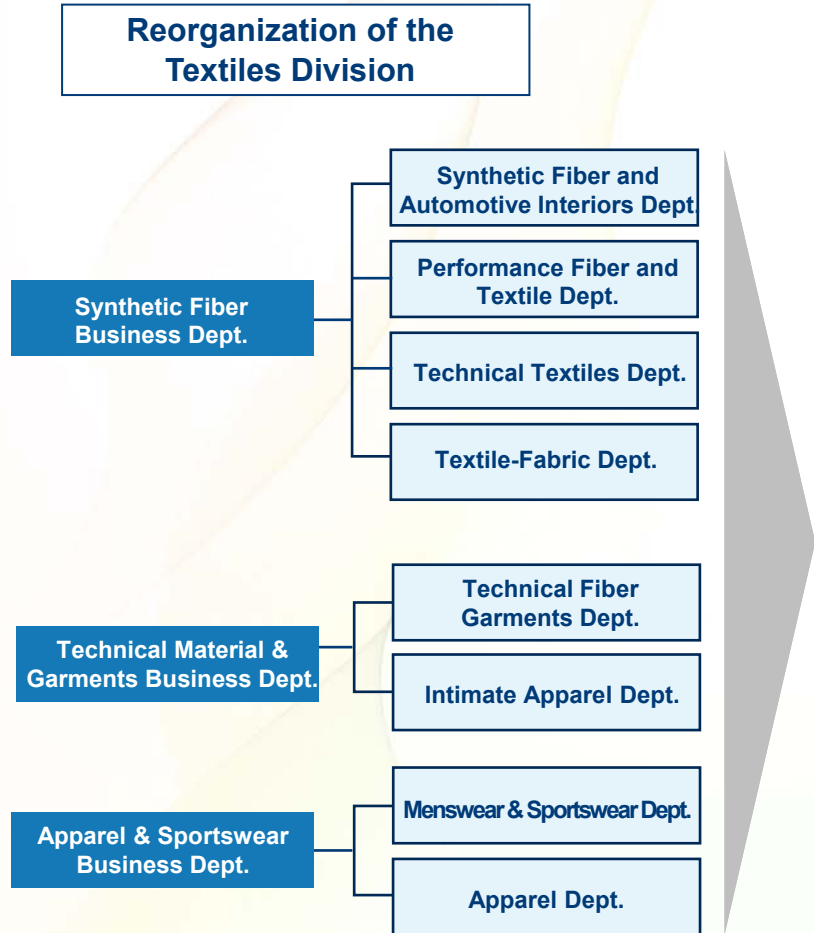 Reorganization of the
Textiles Division
Synthetic Fiber
Business Dept.
Synthetic Fiber and
Automotive Interiors Dept.
Performance Fiber and
Textile Dept.
Technical Textiles Dept.
Textile-Fabric Dept.
Technical Material &
Garments Business Dept.
Technical Fiber
Garments Dept.
Intimate Apparel Dept.
Apparel & Sportswear
Business Dept.
Menswear & Sportswear Dept.
Apparel Dept.